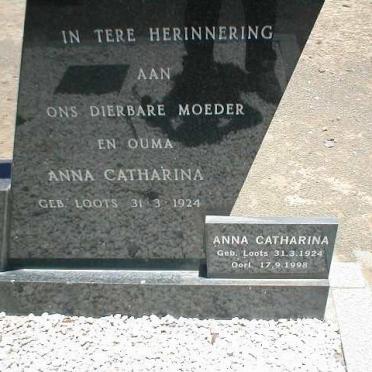 IN TERE HERINNERING
AAN
ONS DIERBARE MOEDER
EN OUMA
ANNA CATHARINA
GEB. LOOTS 31 3 1924
ANNA CATHARINA
Geb. Loots 31.3.1924
Oorl. 17.9.1998